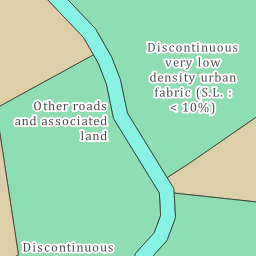 Discontinuous
very low
density urban
fabric (S.L. :
< 10%)
Other roads
and associated
land
Discontinuous